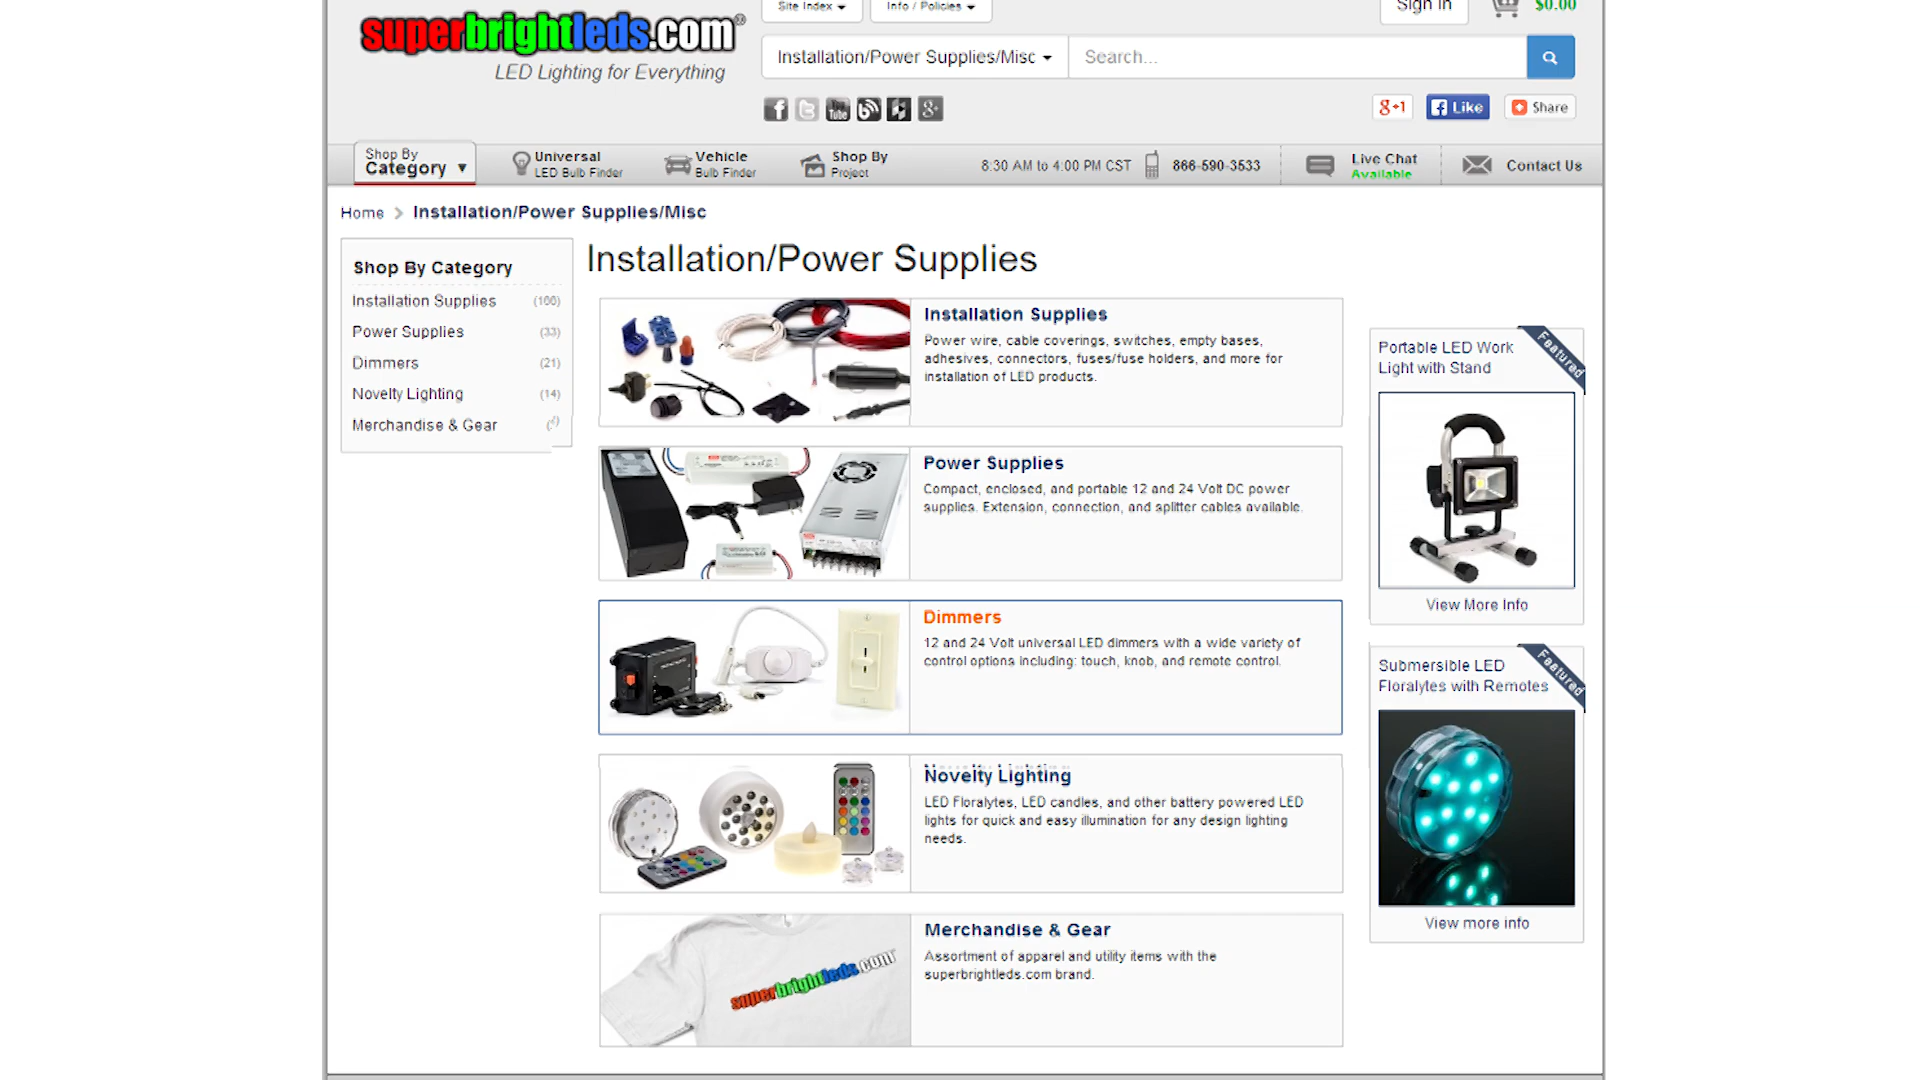 Site Index
Info / Policies
Sign In
$0.00
superbrightleds.com®
LED Lighting for Everything
Installation/Power Supplies/Misc
Search...
You Tube
g+1
Like
Share
Shop By
Category
Universal
LED Bulb Finder
Vehicle
Bulb Finder
Shop By
Project
8:30 AM to 4:00 PM CST
866-590-3533
Live Chat
Available
Contact Us
Home
Installation/Power Supplies/Misc
Shop By Category
Installation Supplies (166)
Power Supplies (33)
Dimmers (21)
Novelty Lighting (14)
Merchandise & Gear
Installation/Power Supplies
Installation Supplies
Power wire, cable coverings, switches, empty bases,
adhesives, connectors, fuses/fuse holders, and more for
installation of LED products.
Power Supplies
Compact, enclosed, and portable 12 and 24 Volt DC power
supplies. Extension, connection, and splitter cables available.
Dimmers
12 and 24 Volt universal LED dimmers with a wide variety of
control options including: touch, knob, and remote control.
Novelty Lighting
LED Floralytes, LED candles, and other battery powered LED
lights for quick and easy illumination for any design lighting
needs.
superbrightleds.com
Merchandise & Gear
Assortment of apparel and utility items with the
superbrightleds.com brand.
Featured
Portable LED Work
Light with Stand
View More Info
Featured
Submersible LED
Floralytes with Remotes
View more info